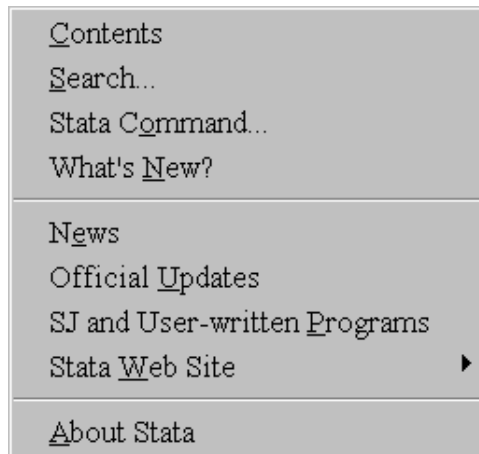 Contents
Search...
Stata Command...
What's New?
News
Official Updates
SJ and User-written Programs
Stata Web Site
About Stata